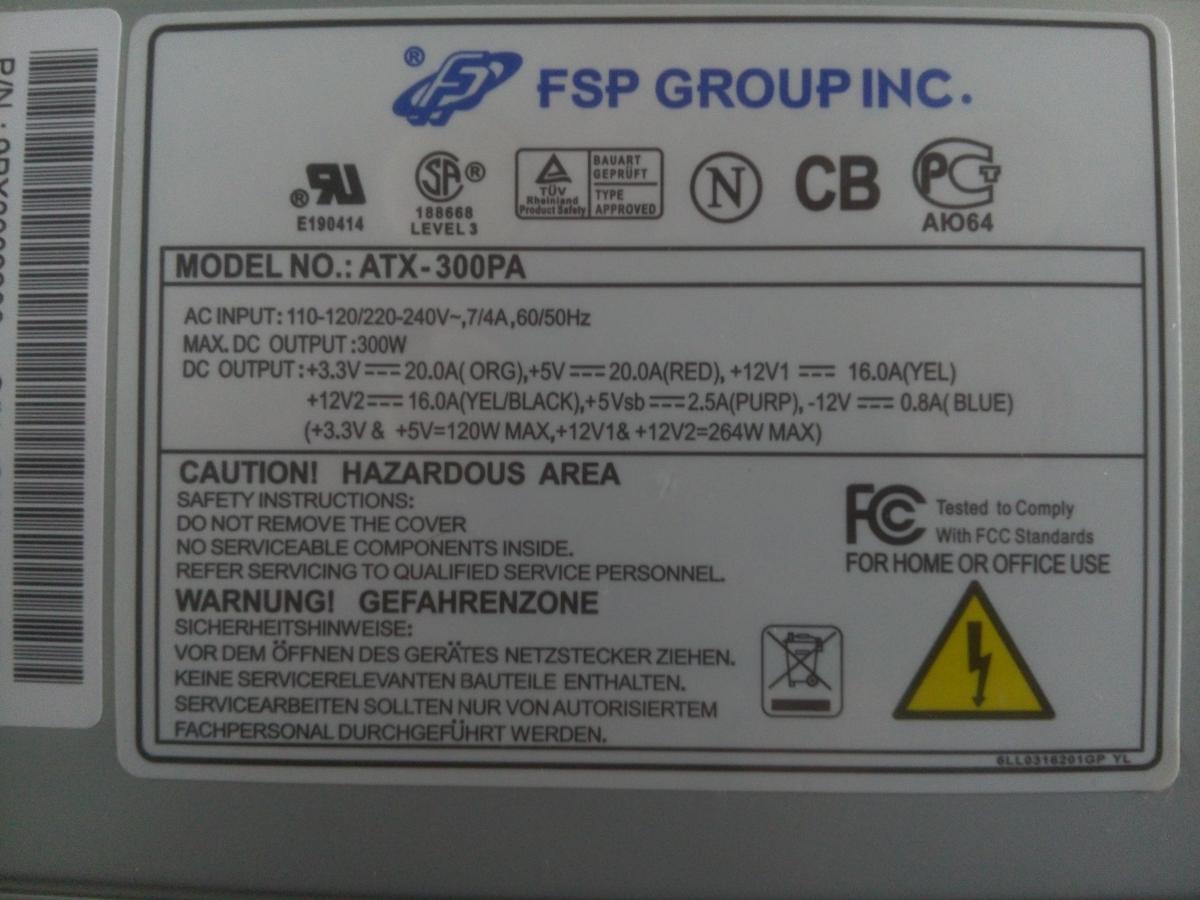 P/N :
® FSP GROUP INC.
® RU
E190414
SA ®
188668
LEVEL 3
TÜV
Rheinland
Product Safety
BAUART
GEPRÜFT
TYPE
APPROVED
N
CB
PCT
АЮ64
MODEL NO.: ATX-300PA
AC INPUT: 110-120/220-240V~,7/4A,60/50Hz
MAX. DC OUTPUT :300W
DC OUTPUT :+3.3V ⎓ 20.0A( ORG),+5V ⎓ 20.0A(RED), +12V1 ⎓ 16.0A(YEL)
+12V2 ⎓ 16.0A(YEL/BLACK),+5Vsb ⎓ 2.5A(PURP), -12V ⎓ 0.8A( BLUE)
(+3.3V & +5V=120W MAX,+12V1& +12V2=264W MAX)
CAUTION! HAZARDOUS AREA
SAFETY INSTRUCTIONS:
DO NOT REMOVE THE COVER
NO SERVICEABLE COMPONENTS INSIDE.
REFER SERVICING TO QUALIFIED SERVICE PERSONNEL.
WARNUNG! GEFAHRENZONE
SICHERHEITSHINWEISE:
VOR DEM ÖFFNEN DES GERÄTES NETZSTECKER ZIEHEN.
KEINE SERVICERELEVANTEN BAUTEILE ENTHALTEN.
SERVICEARBEITEN SOLLTEN NUR VON AUTORISIERTEM
FACHPERSONAL DURCHGEFÜHRT WERDEN.
FC Tested to Comply
With FCC Standards
FOR HOME OR OFFICE USE
6LL0316201GP YL